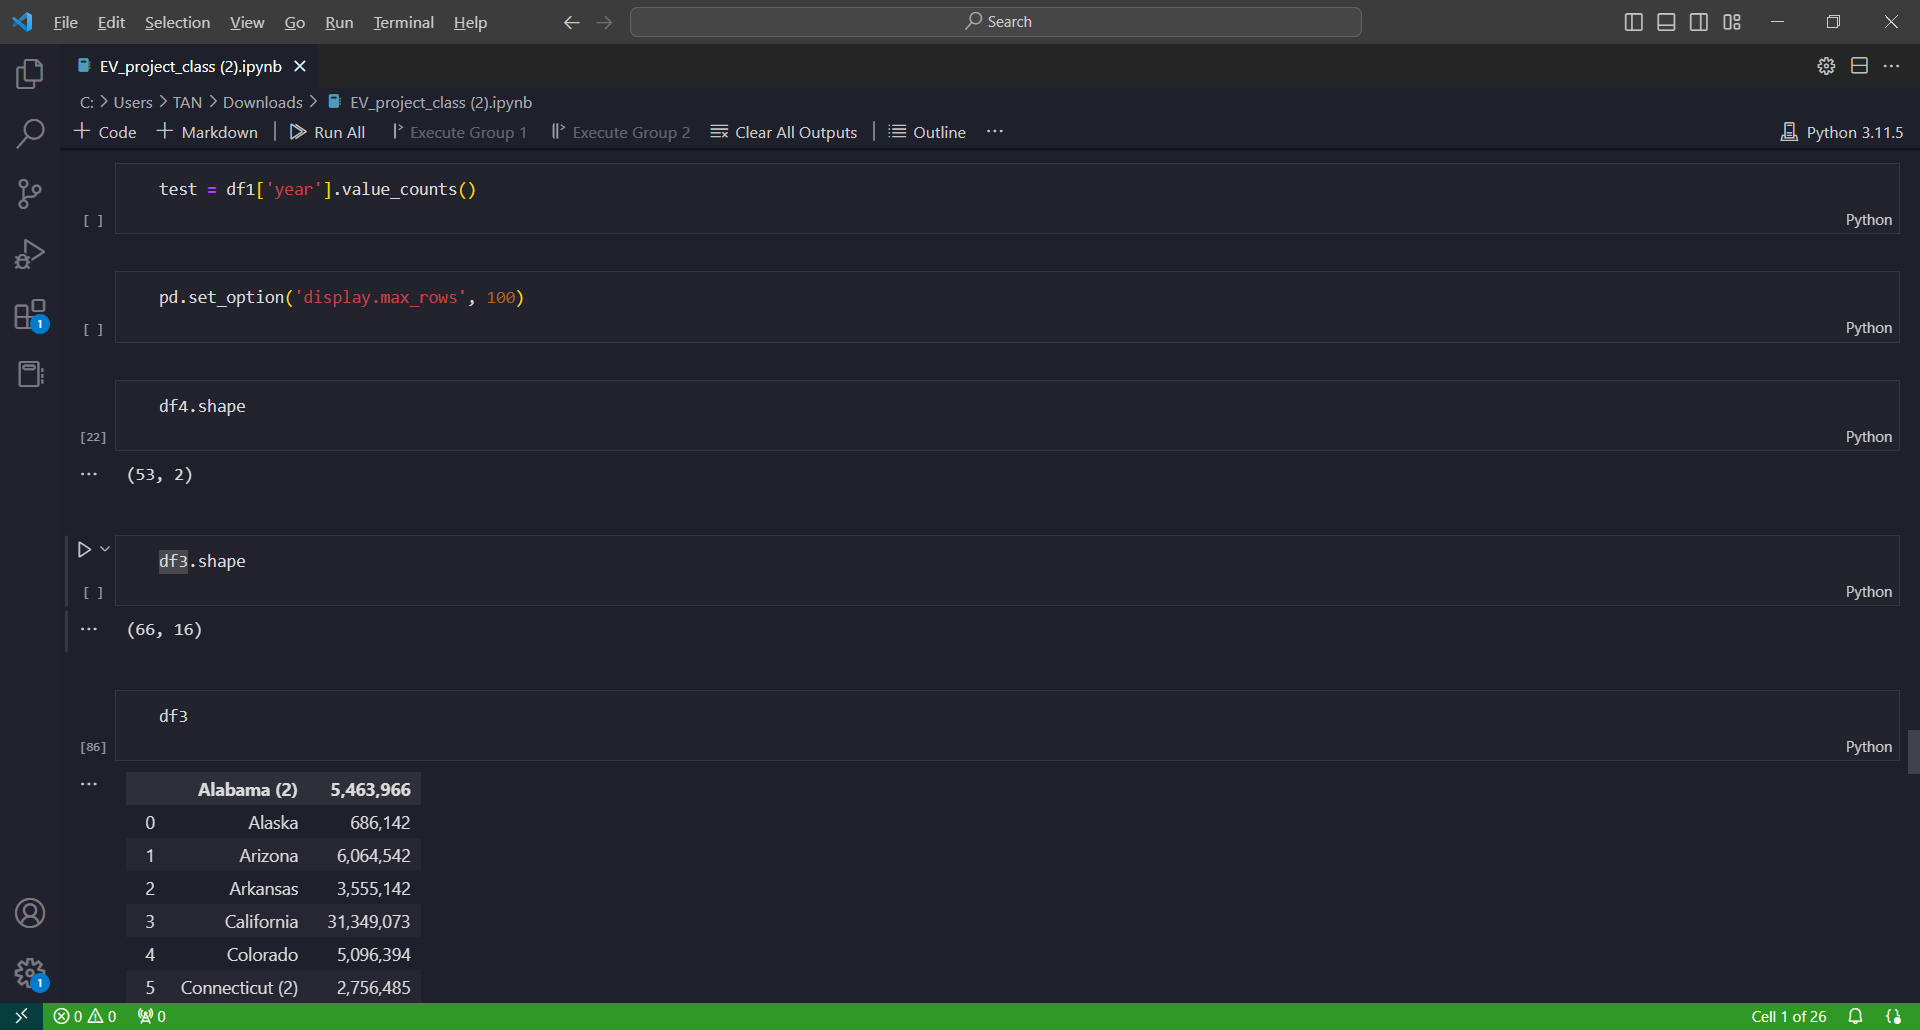 File Edit Selection View Go Run Terminal Help Search
EV_project_class (2).ipynb
C: Users TAN Downloads EV_project_class (2).ipynb
Code Markdown Run All Execute Group 1 Execute Group 2 Clear All Outputs Outline Python 3.11.5
test = df1['year'].value_counts()
[ ] Python
pd.set_option('display.max_rows', 100)
[ ] Python
df4.shape
[22] Python
(53, 2)
df3.shape
[ ] Python
(66, 16)
df3
[86] Python
Alabama (2) 5,463,966
0 Alaska 686,142
1 Arizona 6,064,542
2 Arkansas 3,555,142
3 California 31,349,073
4 Colorado 5,096,394
5 Connecticut (2) 2,756,485
1
1
0 0 0 Cell 1 of 26